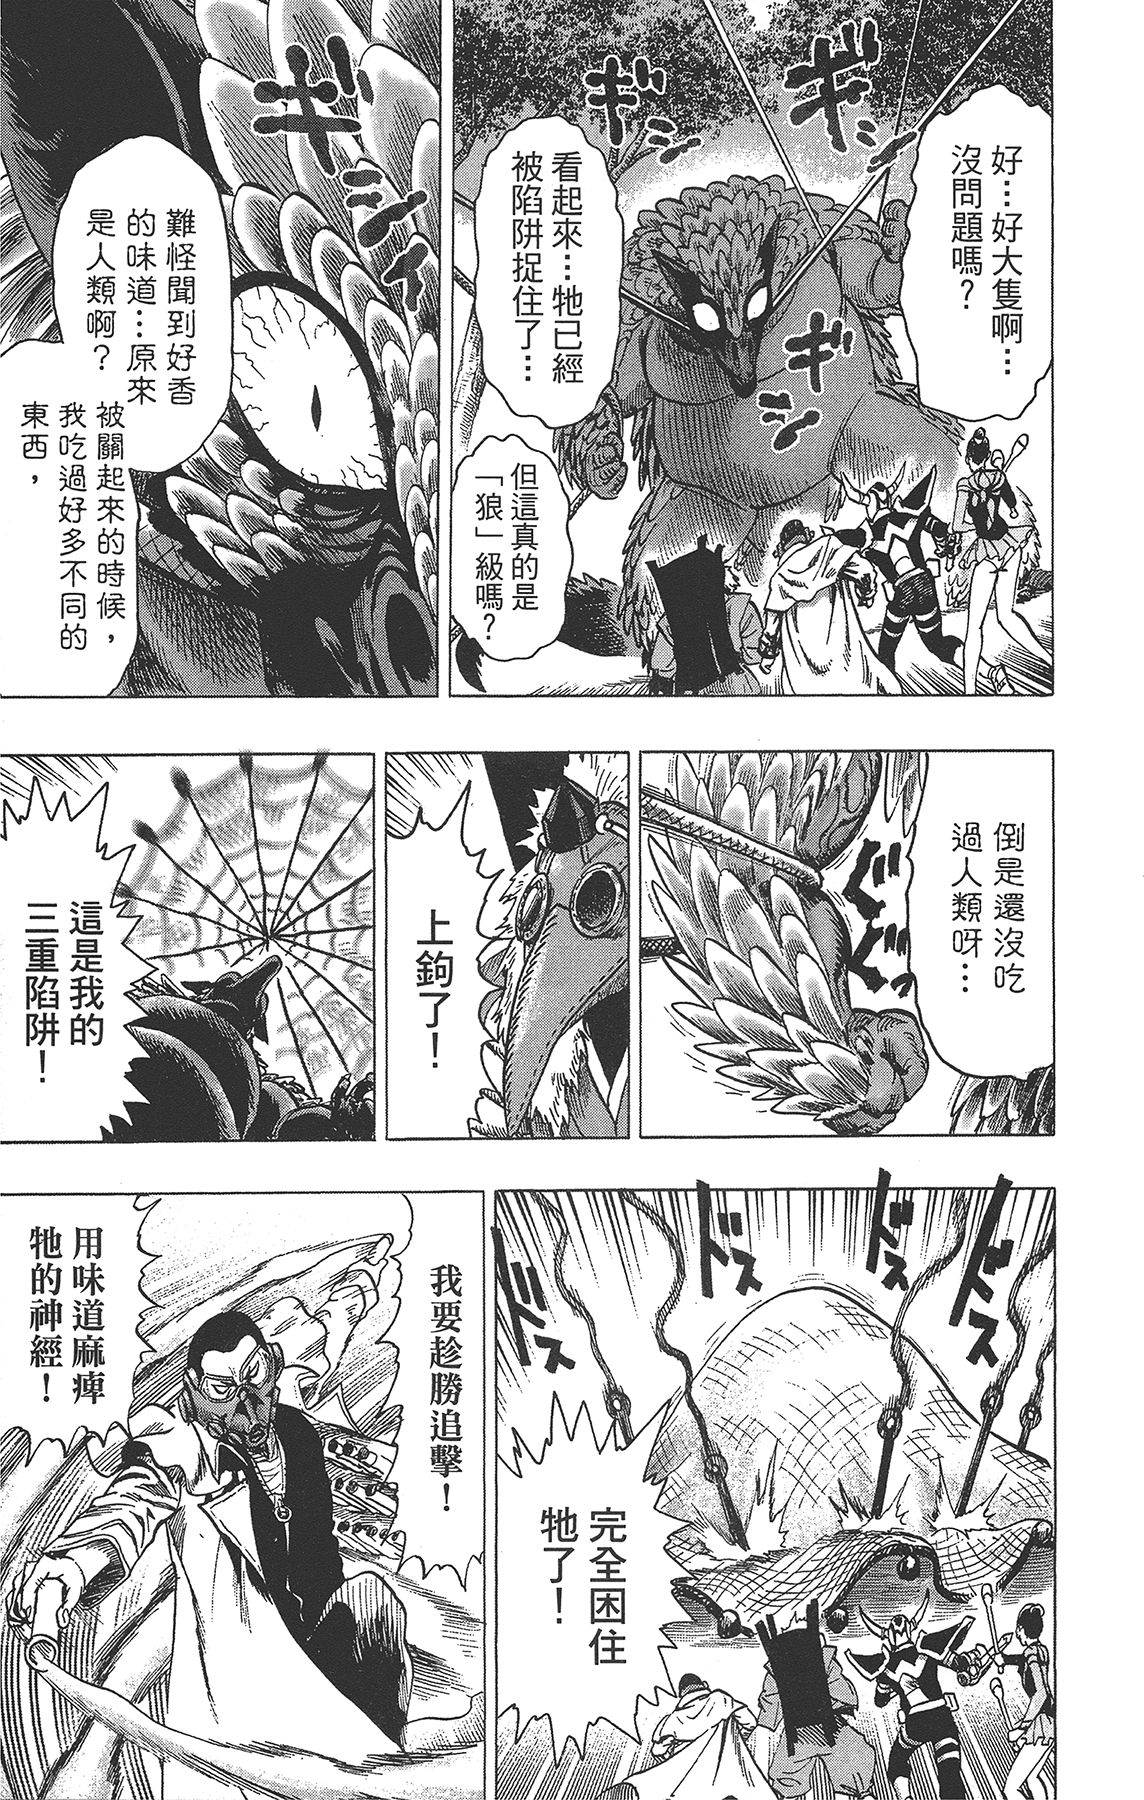 好…好大隻啊…
沒問題嗎？
看起來…牠已經
被陷阱捉住了…
但這真的是
「狼」級嗎？
ギシ
ギシ
ギシ
ギシ
ギシ
難怪聞到好香
的味道…原來
是人類啊？
被關起來的時候，
我吃過好多不同的
東西，
倒是還沒吃
過人類呀…
ぐぐっ
上鉤了！
這是我的
三重陷阱！
ドス
ドス
ドス
完全困住
牠了！
我要趁勝追擊！
用味道麻痺
牠的神經！